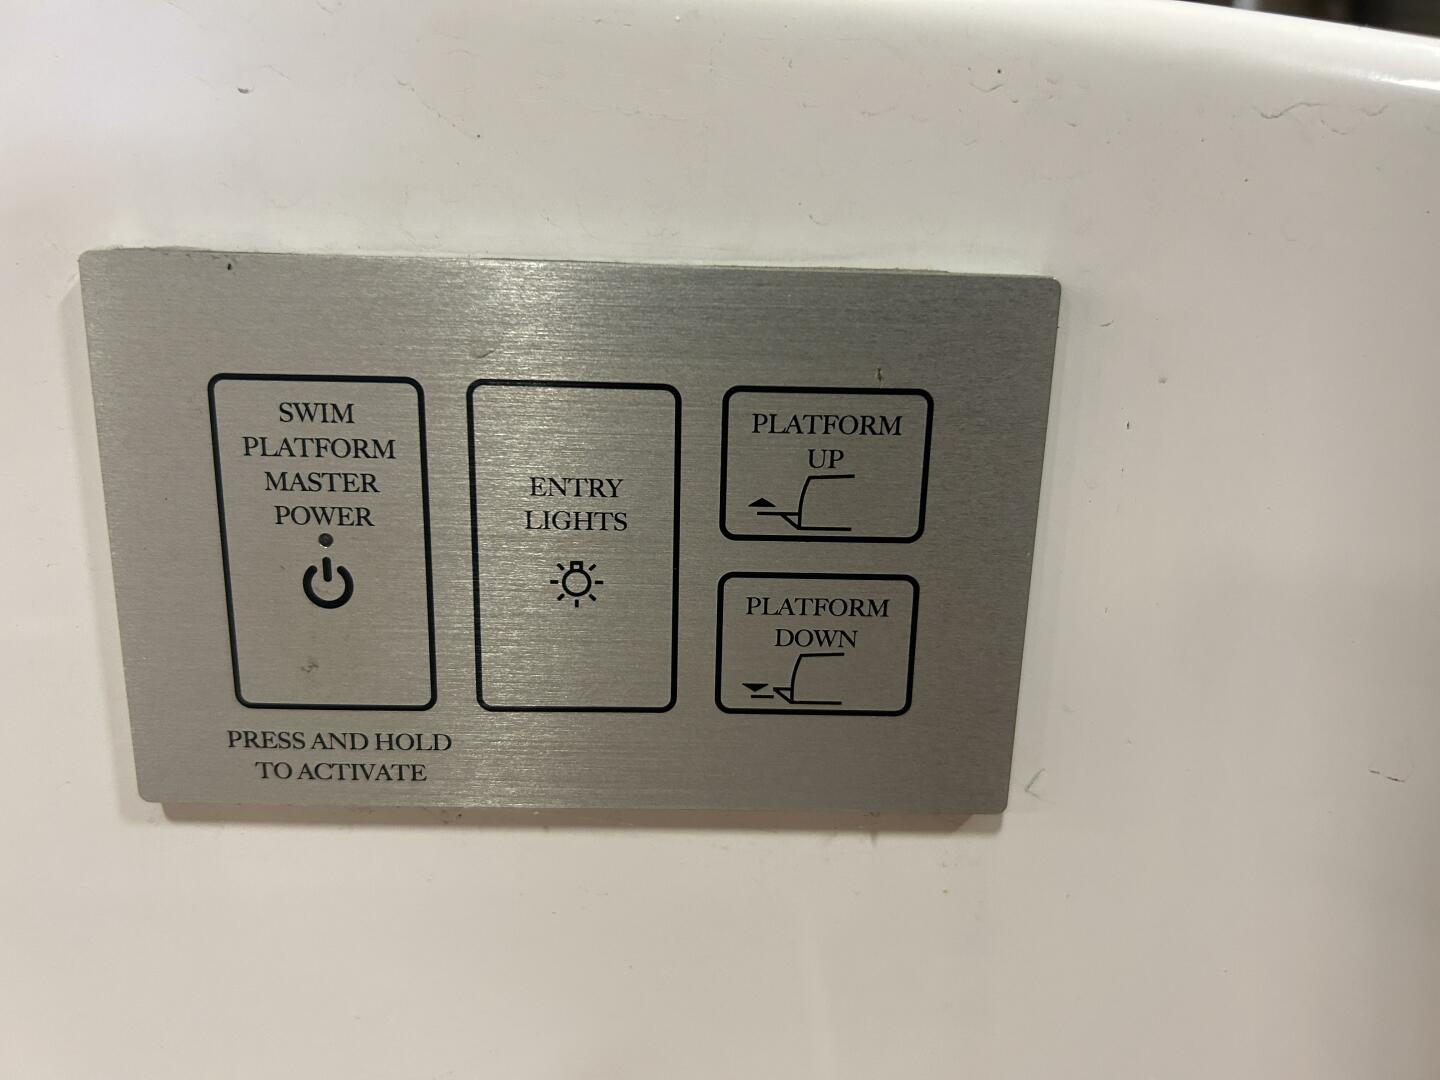 SWIM
PLATFORM
MASTER
POWER
PRESS AND HOLD
TO ACTIVATE
ENTRY
LIGHTS
PLATFORM
UP
PLATFORM
DOWN